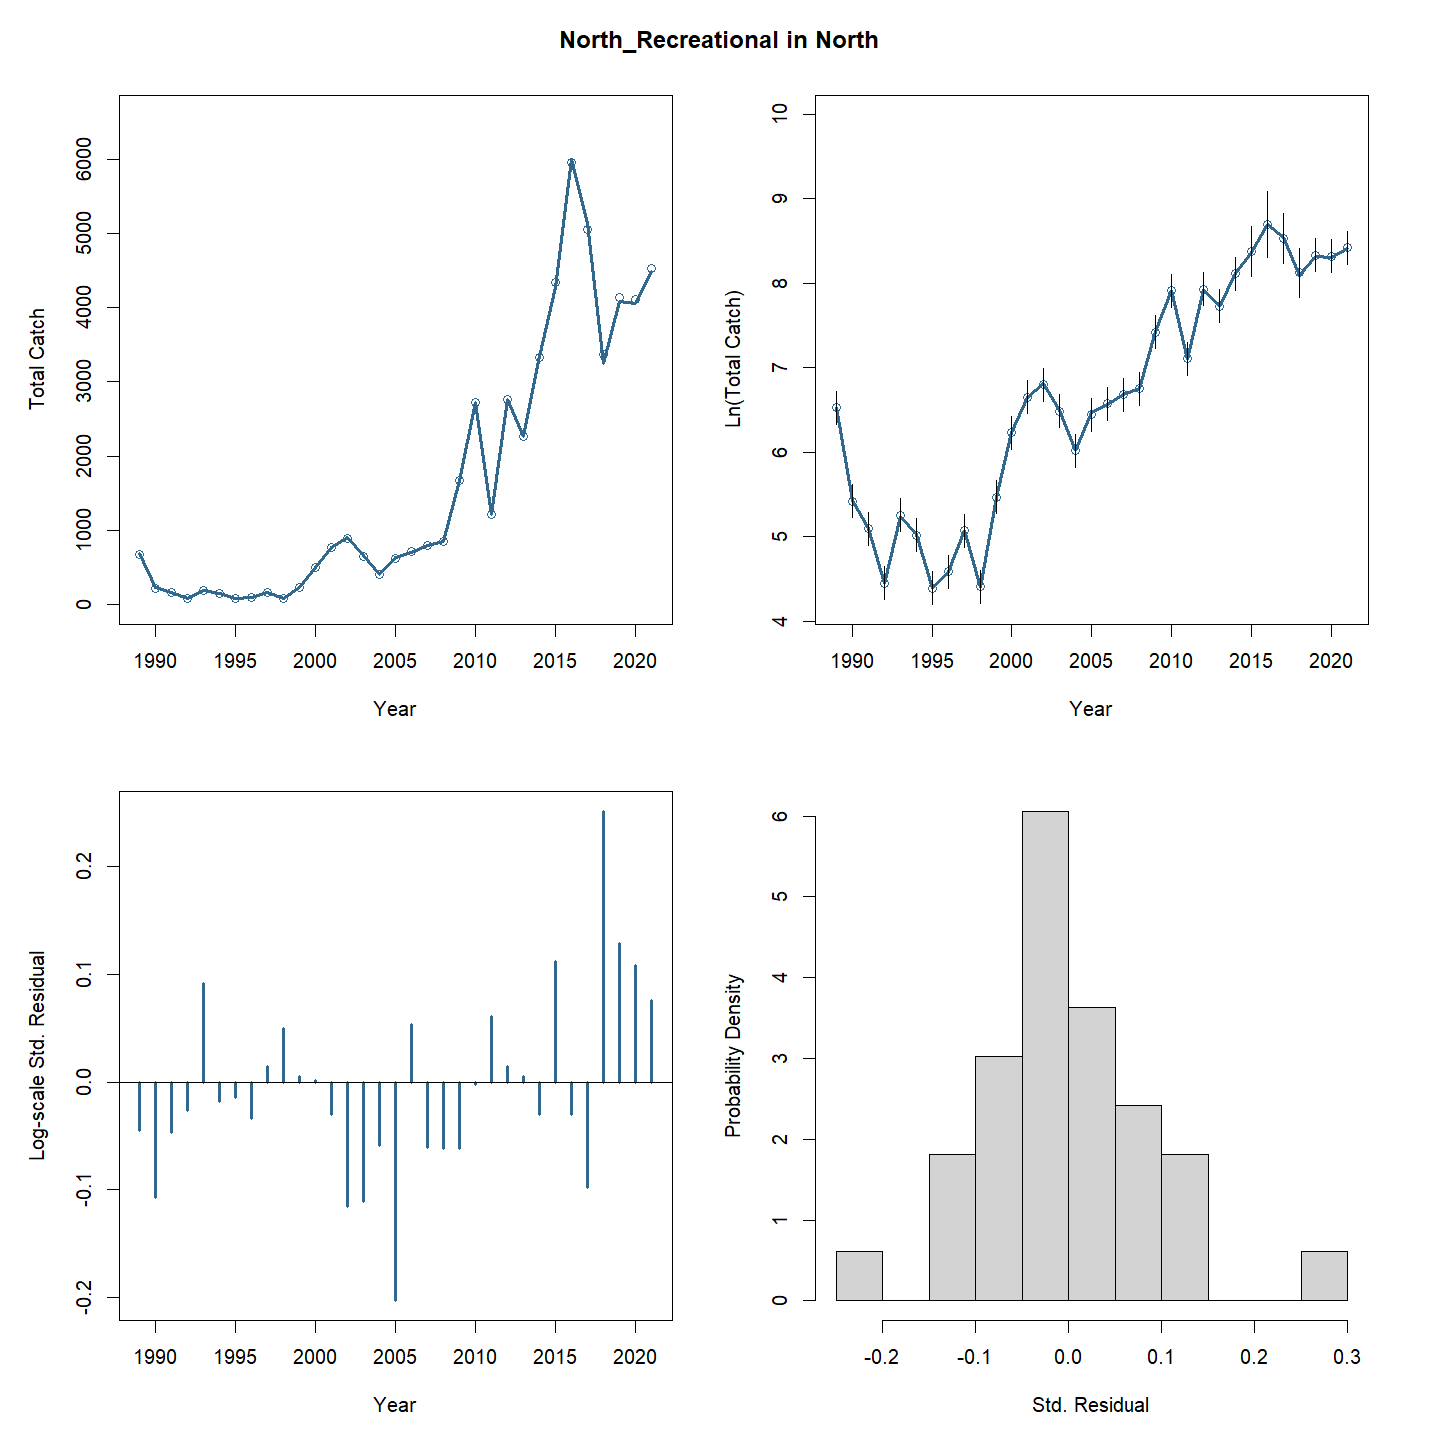 North_Recreational in North
Total Catch
6000
5000
4000
3000
2000
1000
0
1990 1995 2000 2005 2010 2015 2020
Year
Ln(Total Catch)
10
9
8
7
6
5
4
1990 1995 2000 2005 2010 2015 2020
Year
Log-scale Std. Residual
0.2
0.1
0.0
-0.1
-0.2
1990 1995 2000 2005 2010 2015 2020
Year
Probability Density
6
5
4
3
2
1
0
-0.2 -0.1 0.0 0.1 0.2 0.3
Std. Residual